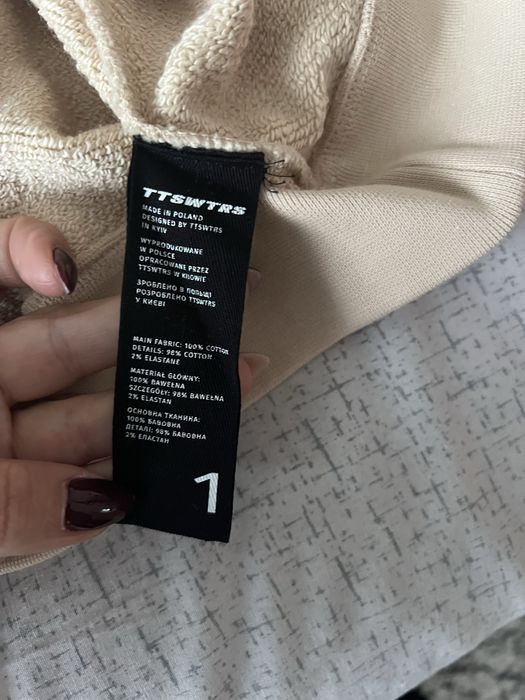 TTSWTRS
MADE IN POLAND
DESIGNED BY TTSWTRS
IN KYIV
WYPRODUKOWANE
W POLSCE
OPRACOWANE PRZEZ
TTSWTRS W KIJOWIE
ЗРОБЛЕНО В ПОЛЬЩІ
РОЗРОБЛЕНО TTSWTRS
У КИЄВІ
MAIN FABRIC: 100% COTTON
DETAILS: 98% COTTON
2% ELASTANE
MATERIAŁ GŁÓWNY:
100% BAWEŁNA
SZCZEGÓŁY: 98% BAWEŁNA
2% ELASTAN
ОСНОВНА ТКАНИНА:
100% БАВОВНА
ДЕТАЛІ: 98% БАВОВНА
2% ЕЛАСТАН
1